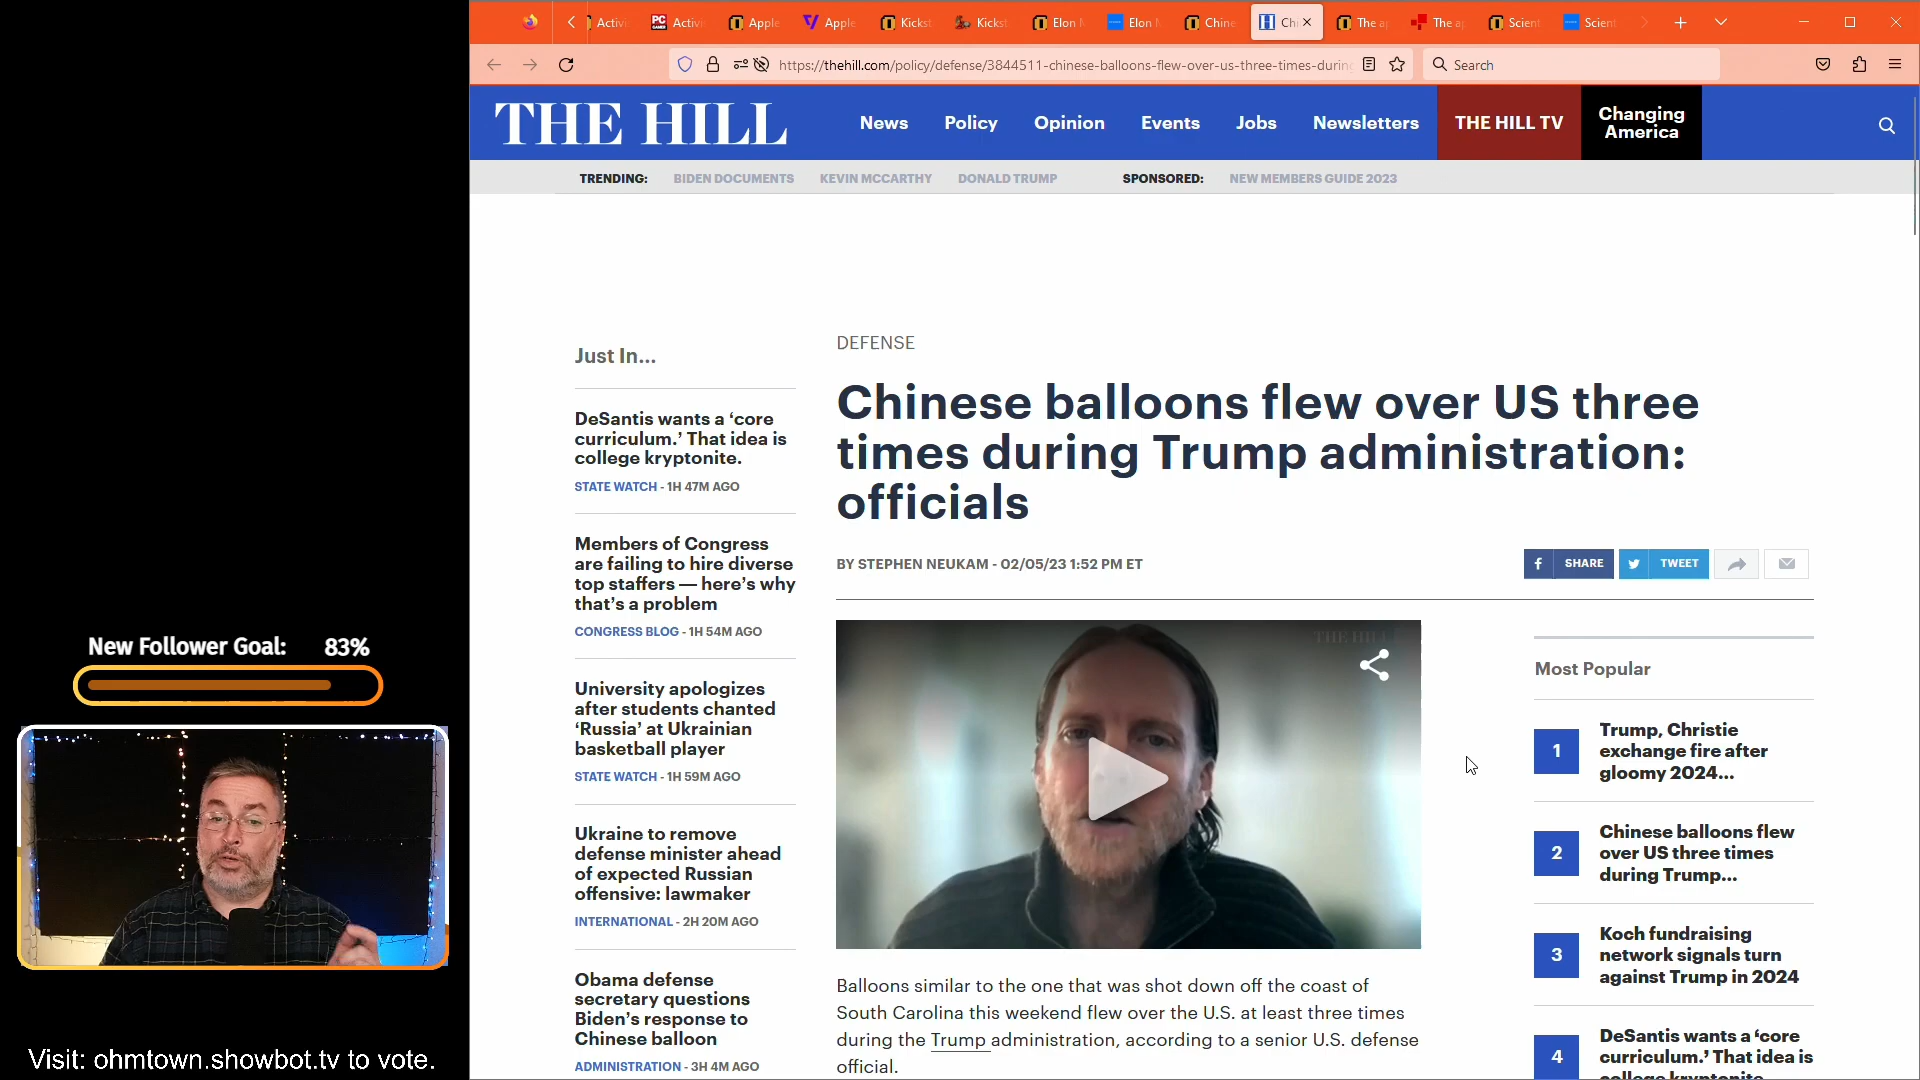 Activi
Activi
Apple
Apple
Kickst
Kickst
Elon M
Elon M
Chine
Chi
The a
The a
Scient
Scient
https://thehill.com/policy/defense/3844511-chinese-balloons-flew-over-us-three-times-during
Search
THE HILL
News
Policy
Opinion
Events
Jobs
Newsletters
THE HILL TV
Changing
America
TRENDING:
BIDEN DOCUMENTS
KEVIN MCCARTHY
DONALD TRUMP
SPONSORED:
NEW MEMBERS GUIDE 2023
Just In...
DeSantis wants a ‘core
curriculum.’ That idea is
college kryptonite.
STATE WATCH - 1H 47M AGO
Members of Congress
are failing to hire diverse
top staffers — here’s why
that’s a problem
CONGRESS BLOG - 1H 54M AGO
University apologizes
after students chanted
‘Russia’ at Ukrainian
basketball player
STATE WATCH - 1H 59M AGO
Ukraine to remove
defense minister ahead
of expected Russian
offensive: lawmaker
INTERNATIONAL - 2H 20M AGO
Obama defense
secretary questions
Biden’s response to
Chinese balloon
ADMINISTRATION - 3H 4M AGO
DEFENSE
Chinese balloons flew over US three
times during Trump administration:
officials
BY STEPHEN NEUKAM - 02/05/23 1:52 PM ET
SHARE
TWEET
THE HILL
Balloons similar to the one that was shot down off the coast of
South Carolina this weekend flew over the U.S. at least three times
during the Trump administration, according to a senior U.S. defense
official.
Most Popular
1
Trump, Christie
exchange fire after
gloomy 2024...
2
Chinese balloons flew
over US three times
during Trump...
3
Koch fundraising
network signals turn
against Trump in 2024
4
DeSantis wants a ‘core
curriculum.’ That idea is
college kryptonite
New Follower Goal: 83%
Visit: ohmtown.showbot.tv to vote.